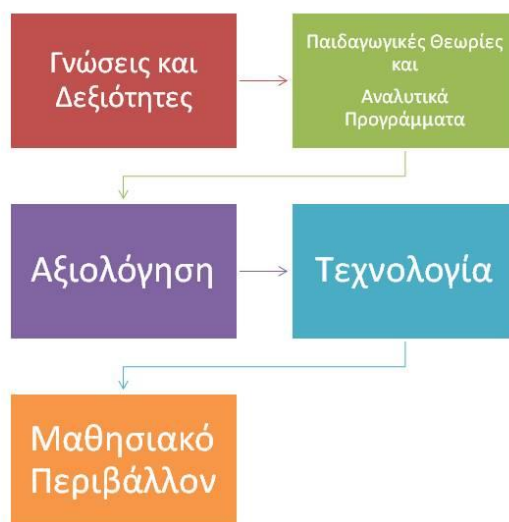 Γνώσεις και
Δεξιότητες
Παιδαγωγικές Θεωρίες
και
Αναλυτικά
Προγράμματα
Αξιολόγηση
Τεχνολογία
Μαθησιακό
Περιβάλλον